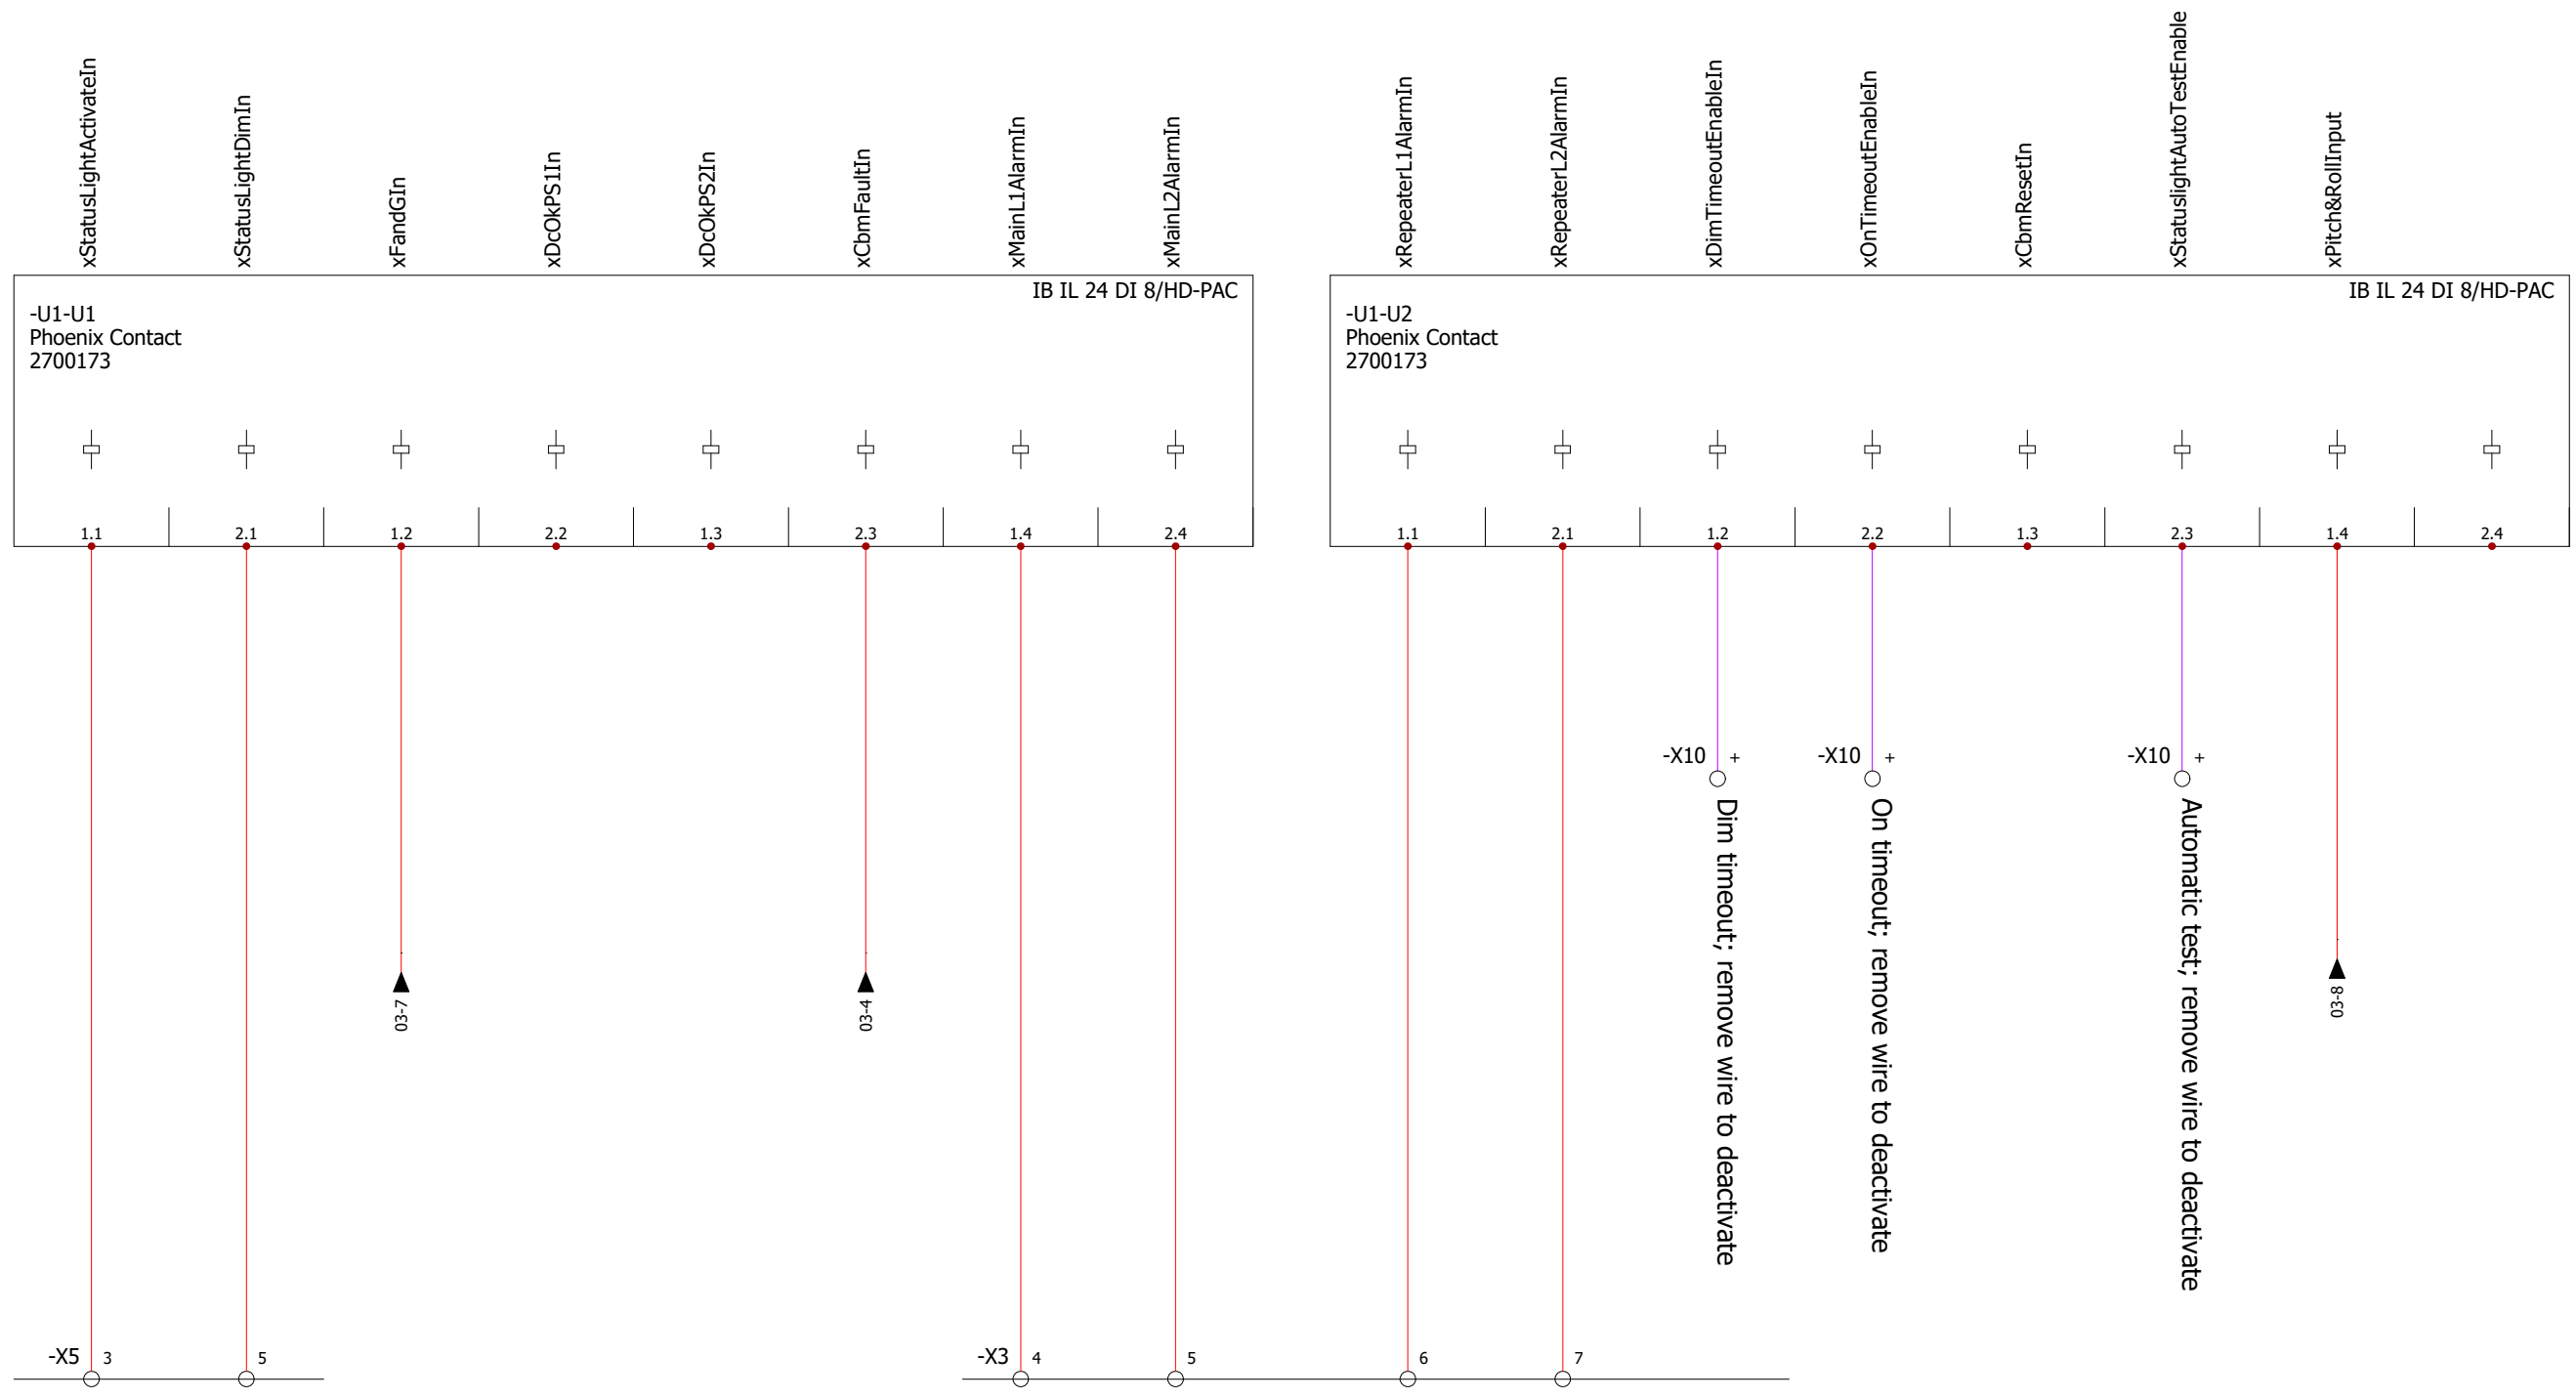 xStatusLightActivateIn
xStatusLightDimIn
xFandGIn
xDcOkPS1In
xDcOkPS2In
xCbmFaultIn
xMainL1AlarmIn
xMainL2AlarmIn
xRepeaterL1AlarmIn
xRepeaterL2AlarmIn
xDimTimeoutEnableIn
xOnTimeoutEnableIn
xCbmResetIn
xStatuslightAutoTestEnable
xPitch&RollInput
IB IL 24 DI 8/HD-PAC
-U1-U1
Phoenix Contact
2700173
1.1 2.1 1.2 2.2 1.3 2.3 1.4 2.4
IB IL 24 DI 8/HD-PAC
-U1-U2
Phoenix Contact
2700173
1.1 2.1 1.2 2.2 1.3 2.3 1.4 2.4
-X10 +
Dim timeout; remove wire to deactivate
-X10 +
On timeout; remove wire to deactivate
-X10 +
Automatic test; remove wire to deactivate
03-7
03-4
03-8
-X5 3 5
-X3 4 5 6 7